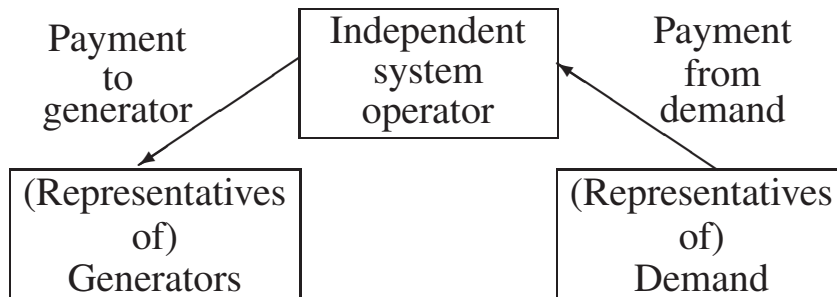 Payment
to
generator
Independent
system
operator
Payment
from
demand
(Representatives
of)
Generators
(Representatives
of)
Demand